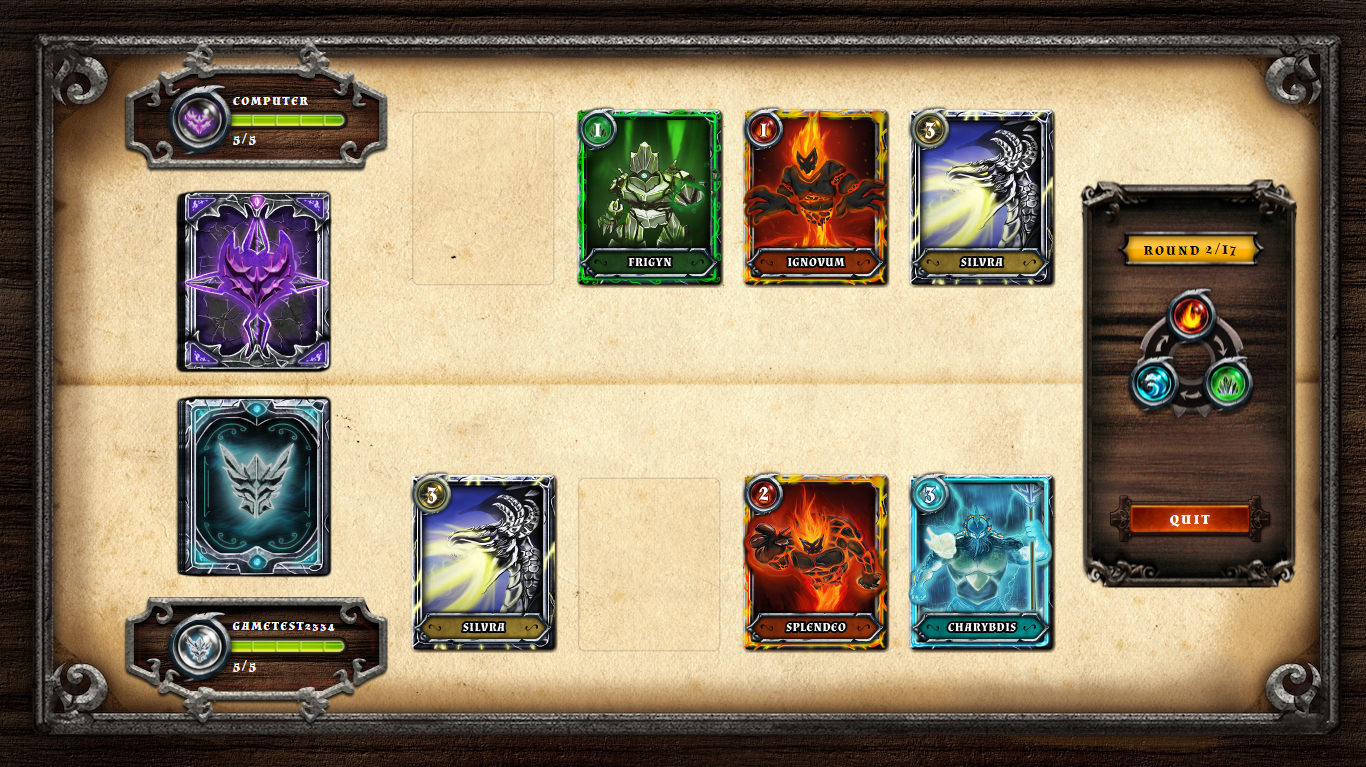 COMPUTER
5/5
1
FRIGYN
1
IGNOVUM
3
SILVRA
ROUND 2/17
QUIT
3
SILVRA
2
SPLENDEO
3
CHARYBDIS
GAMETEST2334
5/5